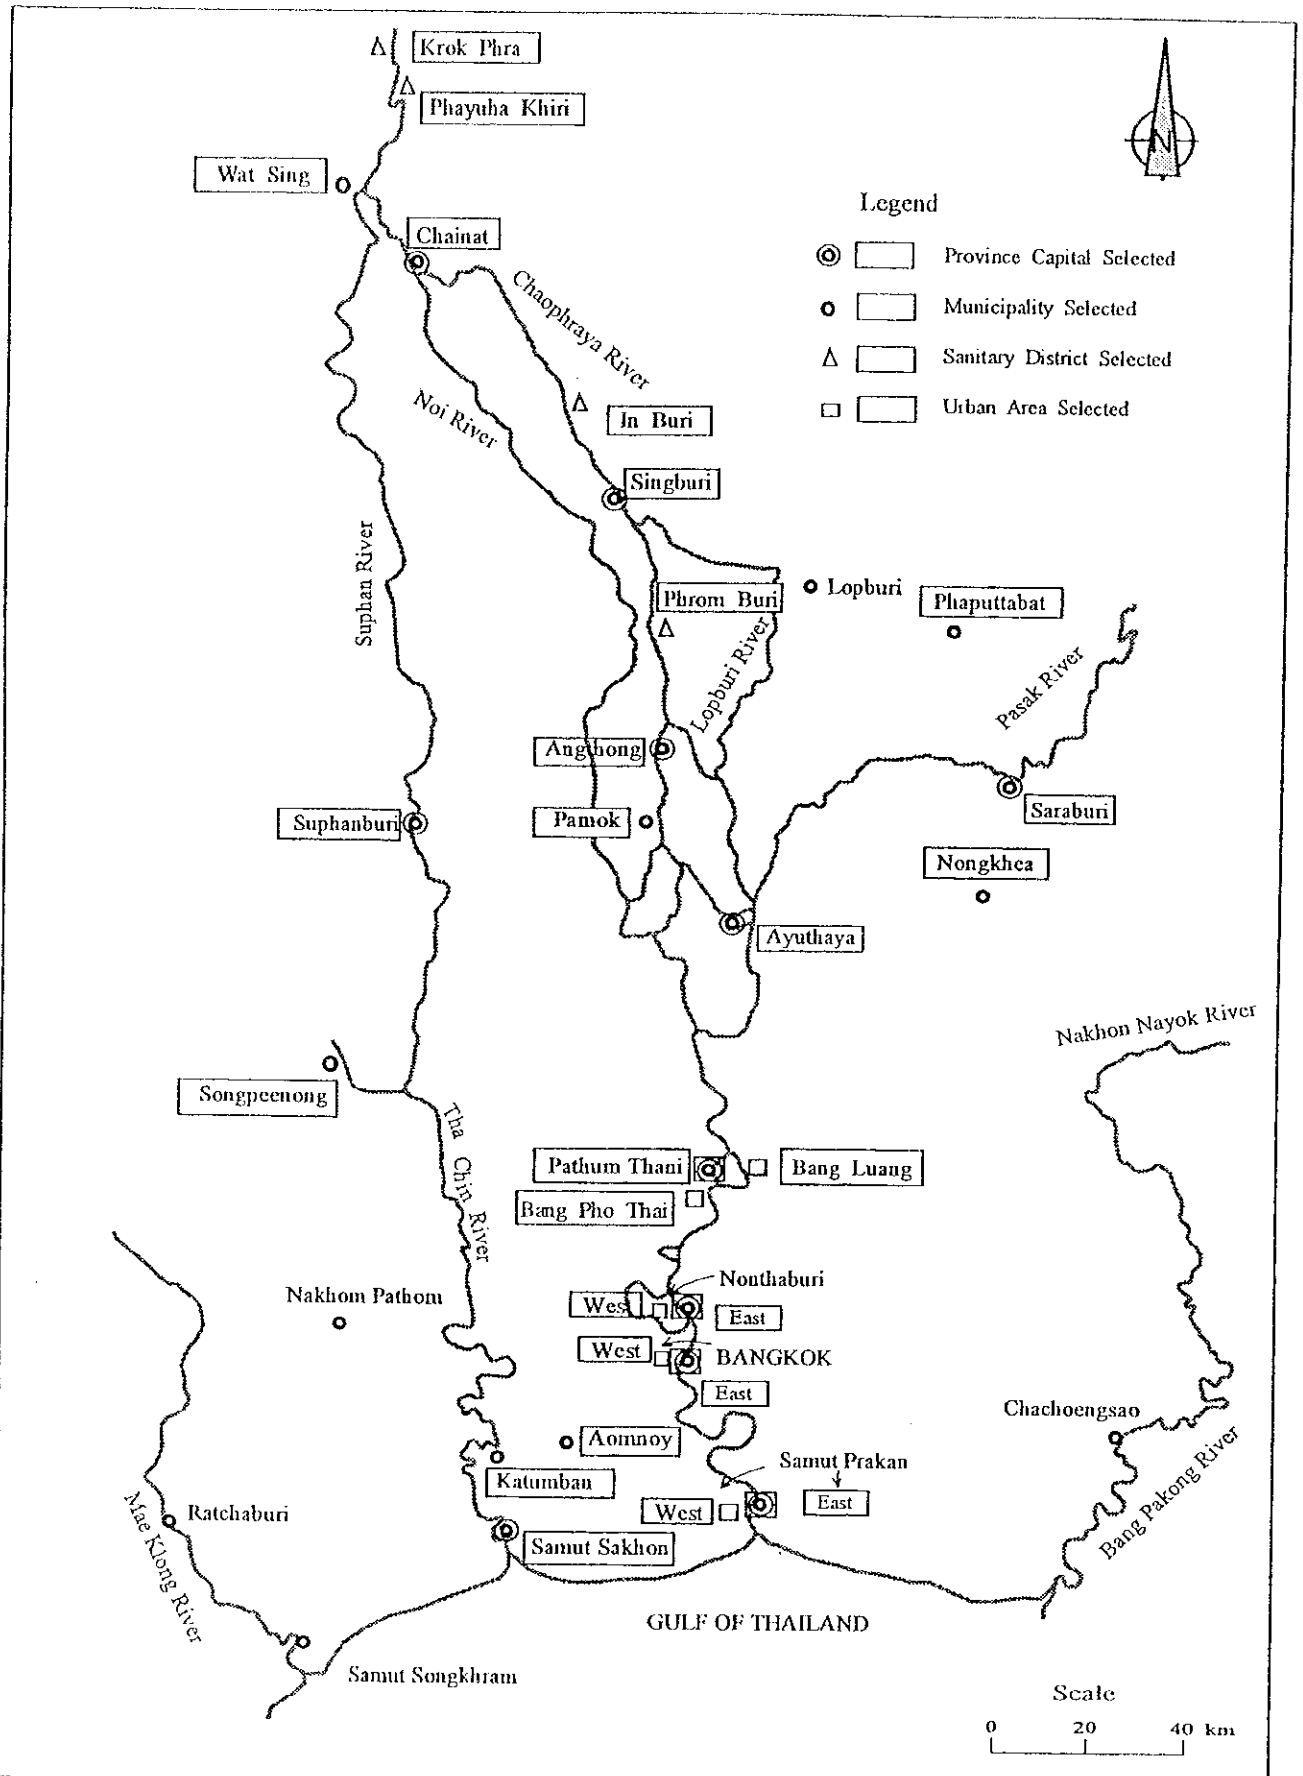 Krok Phra
Phayuha Khiri
Wat Sing
N
Legend
Chainat
Province Capital Selected
Chaophraya River
Municipality Selected
Sanitary District Selected
Noi River
In Buri
Urban Area Selected
Singburi
Suphan River
Phrom Buri
Lopburi
Phaputtabat
Lopburi River
Pasak River
Angthong
Suphanburi
Pamok
Saraburi
Nongkhea
Ayuthaya
Nakhon Nayok River
Songpeenong
Tha Chin River
Pathum Thani
Bang Luang
Bang Pho Thai
Nonthaburi
Nakhom Pathom
West
East
West
BANGKOK
East
Chachoengsao
Aomnoy
Katumban
Samut Prakan
West
East
Bang Pakong River
Ratchaburi
Mae Klong River
Samut Sakhon
GULF OF THAILAND
Samut Songkhram
Scale
0 20 40 km